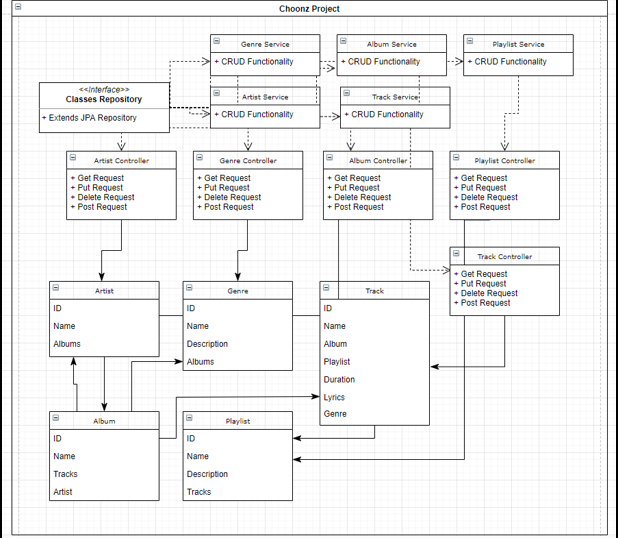 Choonz Project
Genre Service
+ CRUD Functionality
Album Service
+ CRUD Functionality
Playlist Service
+ CRUD Functionality
<<Interface>>
Classes Repository
+ Extends JPA Repository
Artist Service
+ CRUD Functionality
Track Service
+ CRUD Functionality
Artist Controller
+ Get Request
+ Put Request
+ Delete Request
+ Post Request
Genre Controller
+ Get Request
+ Put Request
+ Delete Request
+ Post Request
Album Controller
+ Get Request
+ Put Request
+ Delete Request
+ Post Request
Playlist Controller
+ Get Request
+ Put Request
+ Delete Request
+ Post Request
Track Controller
+ Get Request
+ Put Request
+ Delete Request
+ Post Request
Artist
ID
Name
Albums
Genre
ID
Name
Description
Albums
Track
ID
Name
Album
Playlist
Duration
Lyrics
Genre
Album
ID
Name
Tracks
Artist
Playlist
ID
Name
Description
Tracks